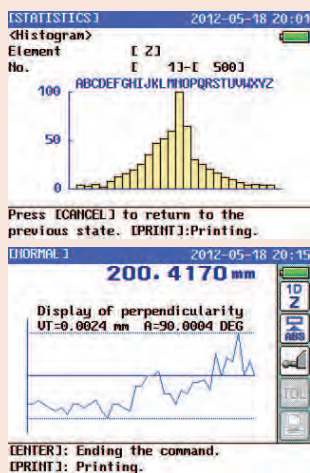 [STATISTICS] 2012-05-18 20:01
<Histogram>
Element [ Z]
No. [ 1]-[ 500]
ABCDEFGHIJKLMNOPQRSTUVWXYZ
100
50
0
Press [CANCEL] to return to the
previous state. [PRINT]:Printing.
[NORMAL ] 2012-05-18 20:15
200.4170 mm
1D
Z
Display of perpendicularity
VT=0.0024 mm A=90.0004 DEG
ABS
TOL
[ENTER]: Ending the command.
[PRINT]: Printing.